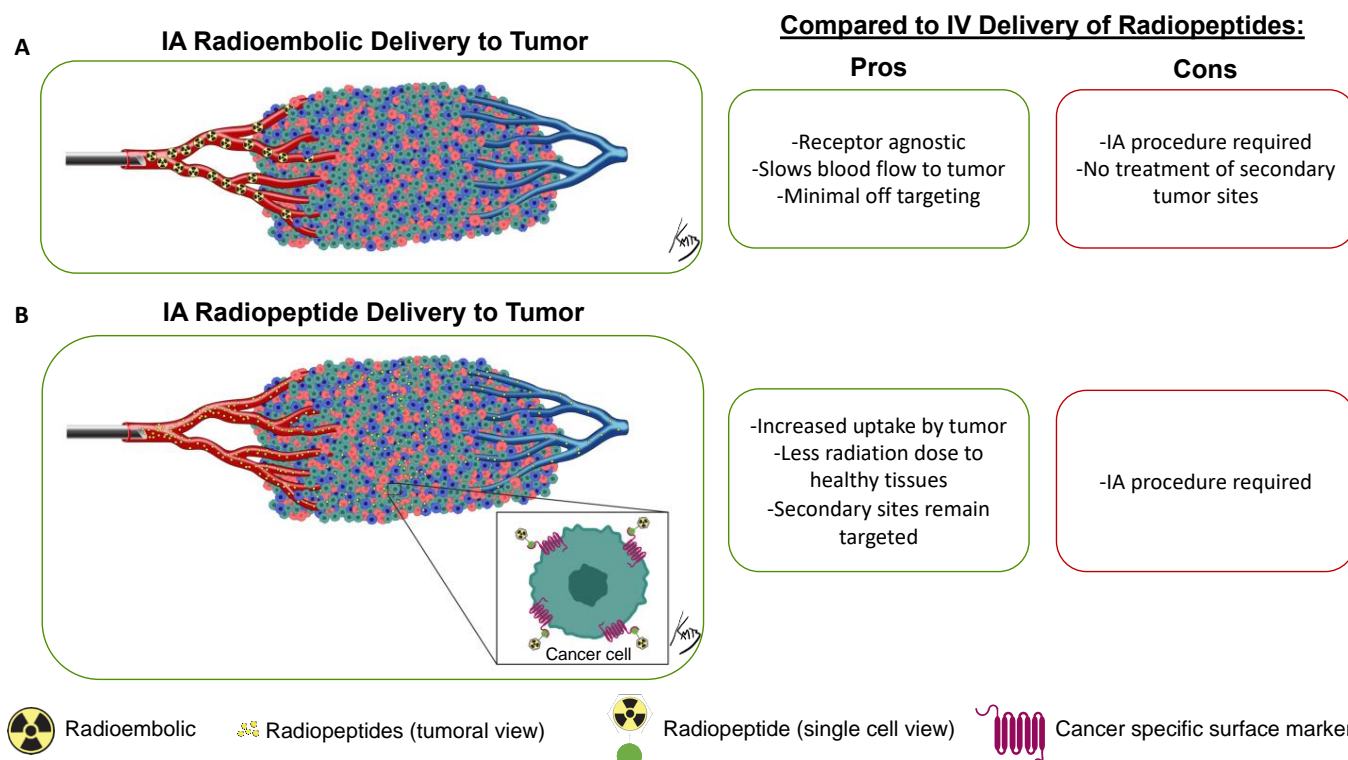 A
IA Radioembolic Delivery to Tumor
Compared to IV Delivery of Radiopeptides:
Pros
Cons
-Receptor agnostic
-Slows blood flow to tumor
-Minimal off targeting
-IA procedure required
-No treatment of secondary
tumor sites
B
IA Radiopeptide Delivery to Tumor
-Increased uptake by tumor
-Less radiation dose to
healthy tissues
-Secondary sites remain
targeted
-IA procedure required
Cancer cell
Radioembolic
Radiopeptides (tumoral view)
Radiopeptide (single cell view)
Cancer specific surface marker